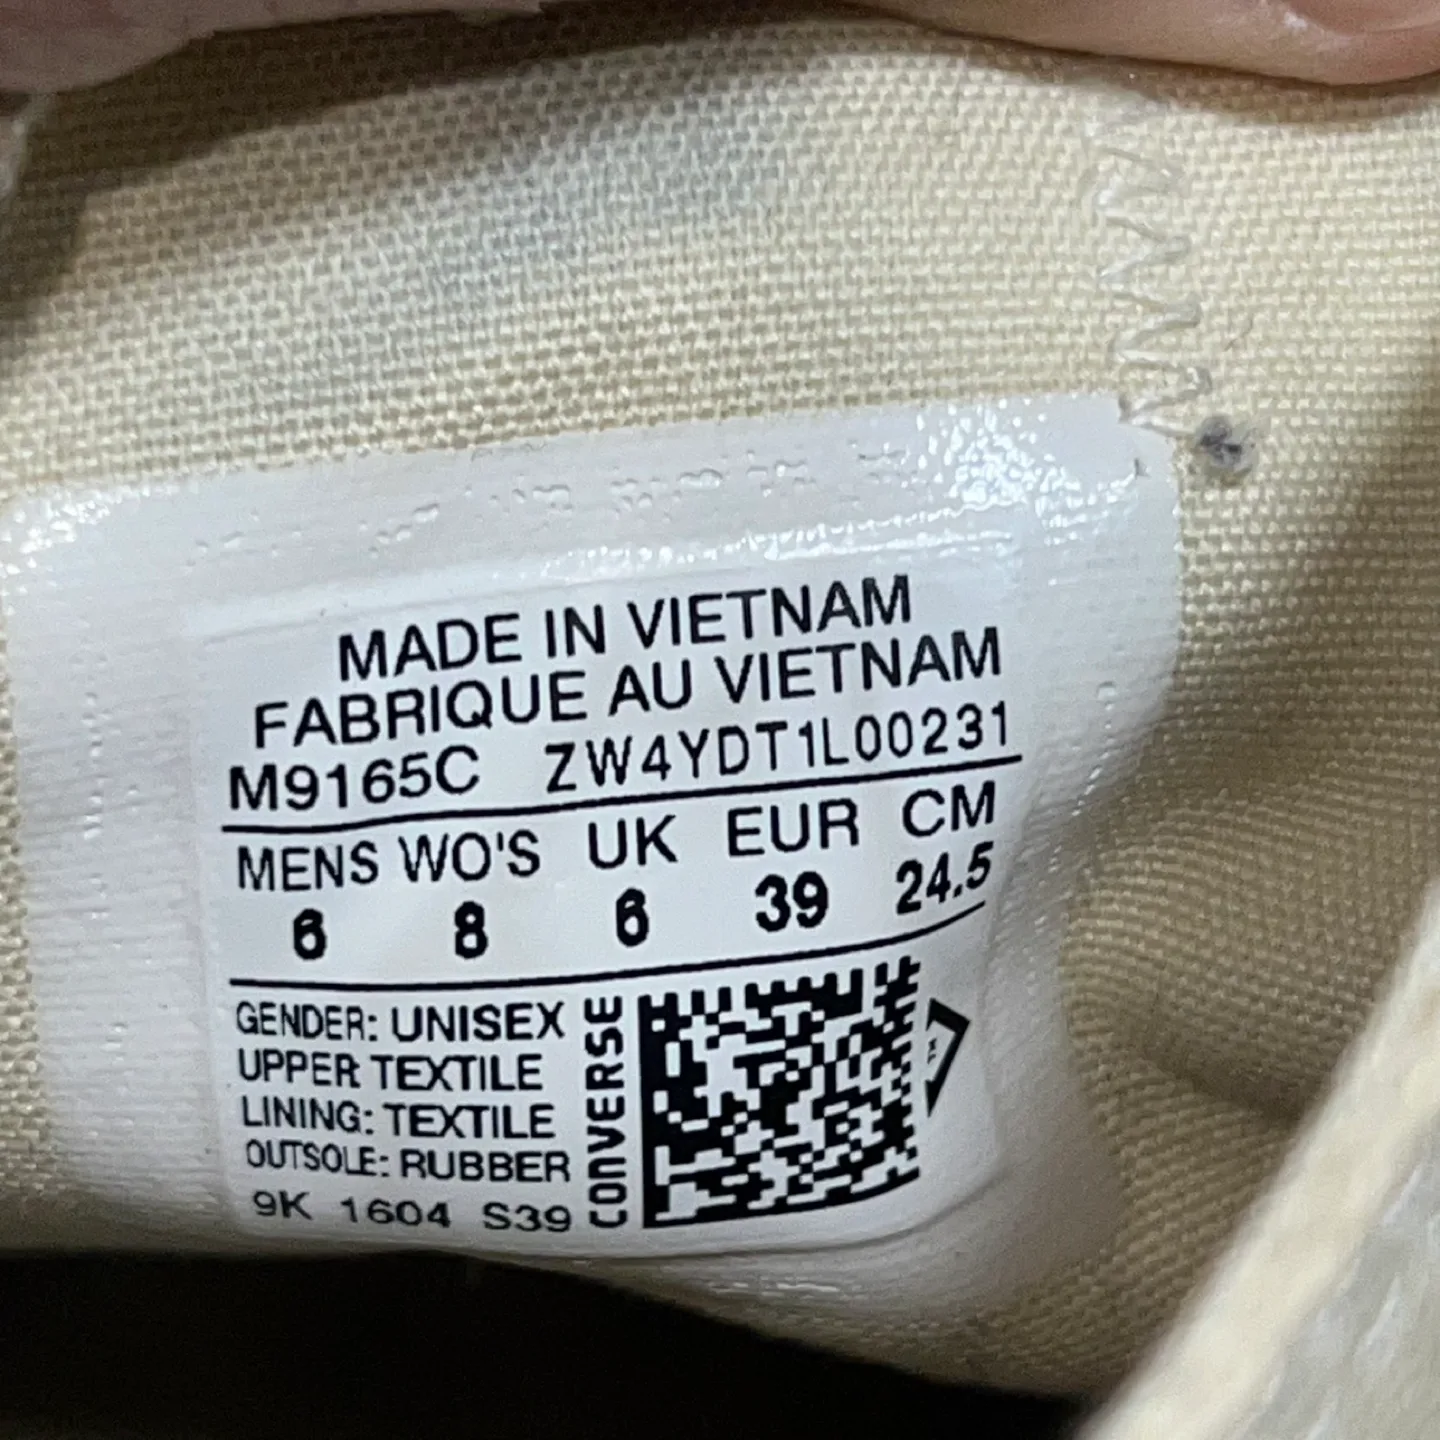 MADE IN VIETNAM
FABRIQUE AU VIETNAM
M9165C ZW4YDT1L00231
MENS WO'S UK EUR CM
6 8 6 39 24.5
GENDER: UNISEX
UPPER: TEXTILE
LINING: TEXTILE
OUTSOLE: RUBBER
9K 1604 S39
CONVERSE
TM